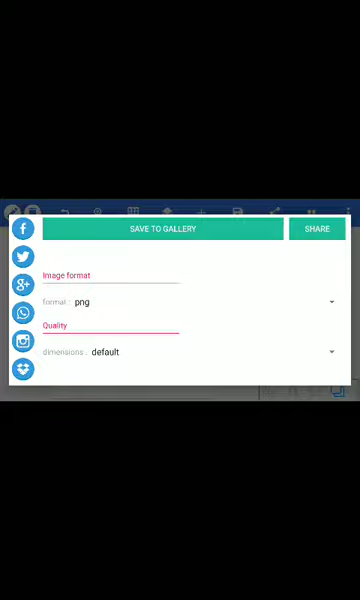 SAVE TO GALLERY
SHARE
Image format
format : png
Quality
dimensions : default